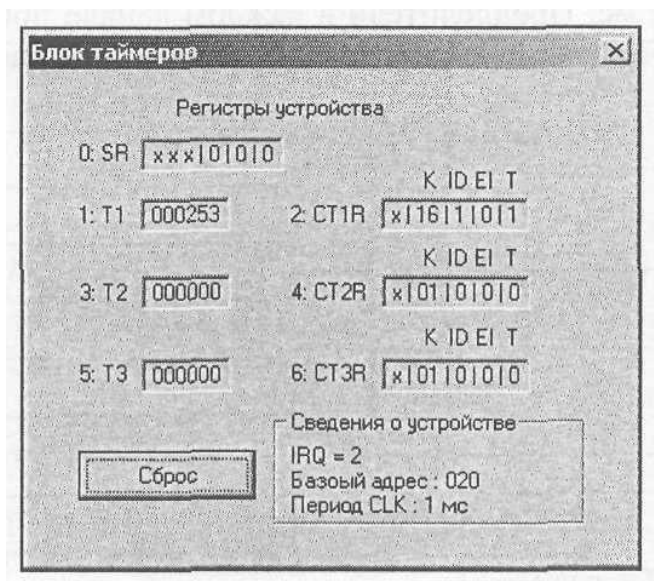 Блок таймеров
Регистры устройства
0: SR xxx|0|0|0
K ID EI T
1: T1 000253 2: CT1R x|16|1|0|1
K ID EI T
3: T2 000000 4: CT2R x|01|0|0|0
K ID EI T
5: T3 000000 6: CT3R x|01|0|0|0
Сведения о устройстве
IRQ = 2
Базоый адрес : 020
Период CLK : 1 мс
Сброс